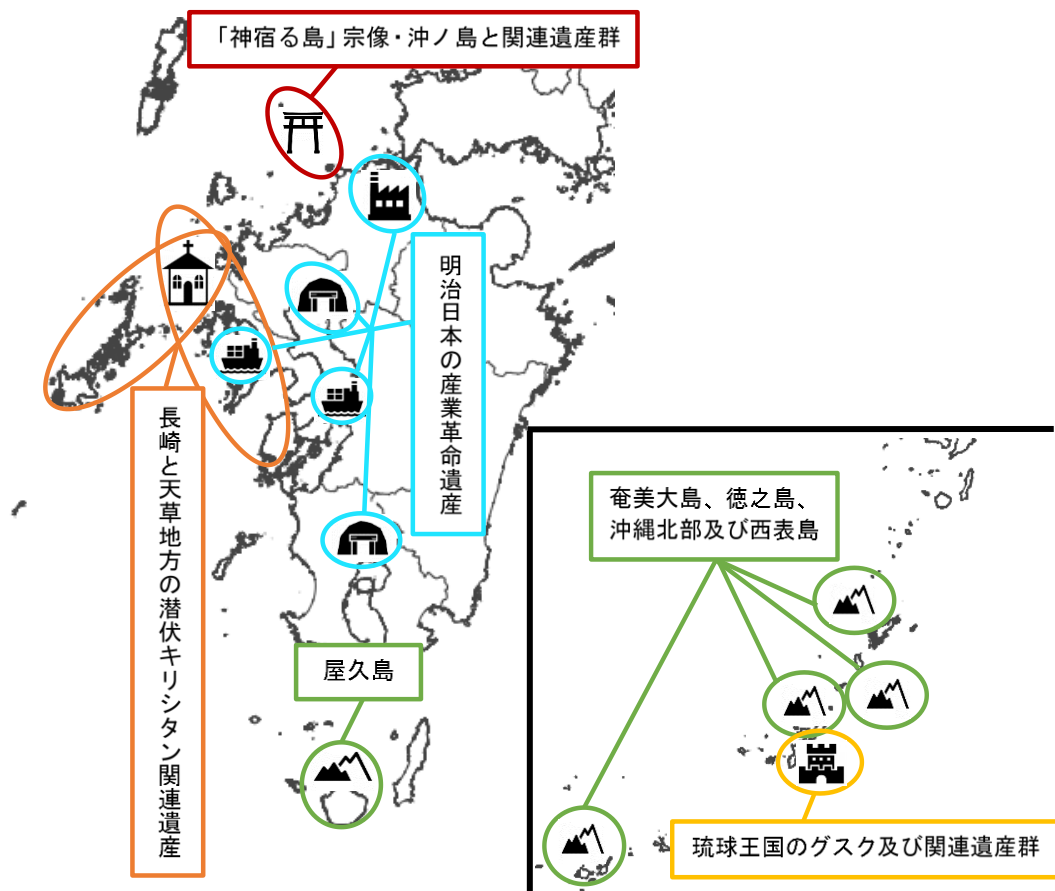 「神宿る島」宗像・沖ノ島と関連遺産群
明治日本の産業革命遺産
長崎と天草地方の潜伏キリシタン関連遺産
屋久島
奄美大島、徳之島、
沖縄北部及び西表島
琉球王国のグスク及び関連遺産群